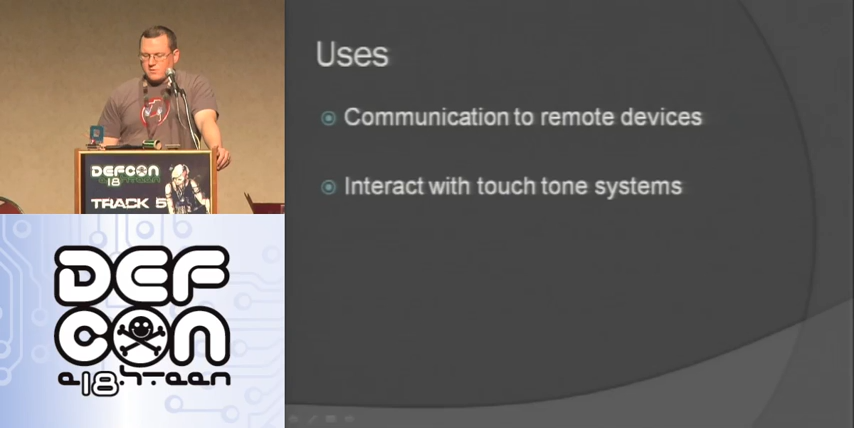 DEFCON
18
TRACK 5
DEF
CON
e18hteen
Uses
Communication to remote devices
Interact with touch tone systems